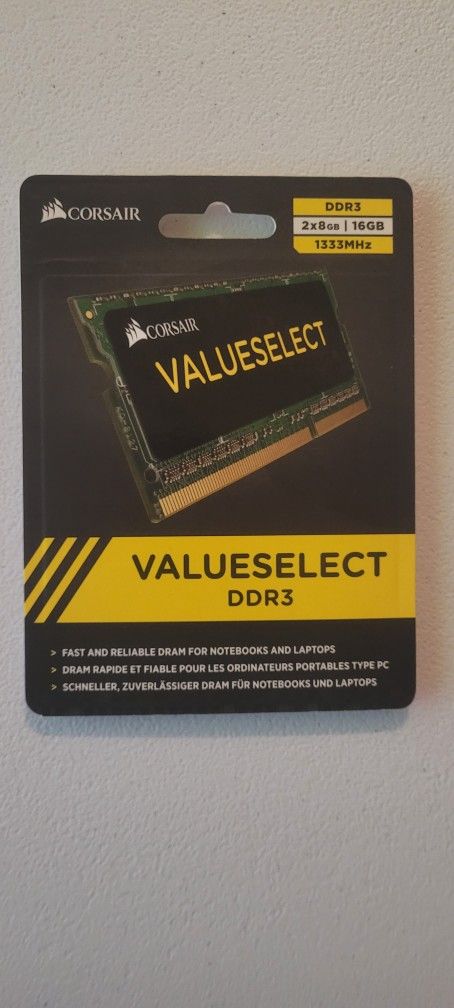 CORSAIR
DDR3
2x8GB | 16GB
1333MHz
CORSAIR
VALUESELECT
VALUESELECT
DDR3
> FAST AND RELIABLE DRAM FOR NOTEBOOKS AND LAPTOPS
> DRAM RAPIDE ET FIABLE POUR LES ORDINATEURS PORTABLES TYPE PC
> SCHNELLER, ZUVERLÄSSIGER DRAM FÜR NOTEBOOKS UND LAPTOPS